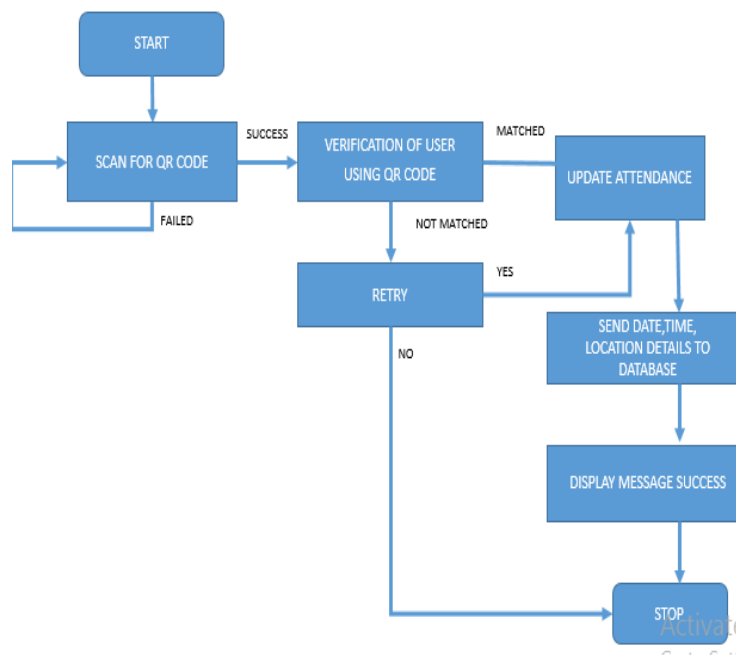 START
SCAN FOR QR CODE
SUCCESS
FAILED
VERIFICATION OF USER
USING QR CODE
MATCHED
NOT MATCHED
UPDATE ATTENDANCE
RETRY
YES
NO
SEND DATE,TIME,
LOCATION DETAILS TO
DATABASE
DISPLAY MESSAGE SUCCESS
STOP
Activate